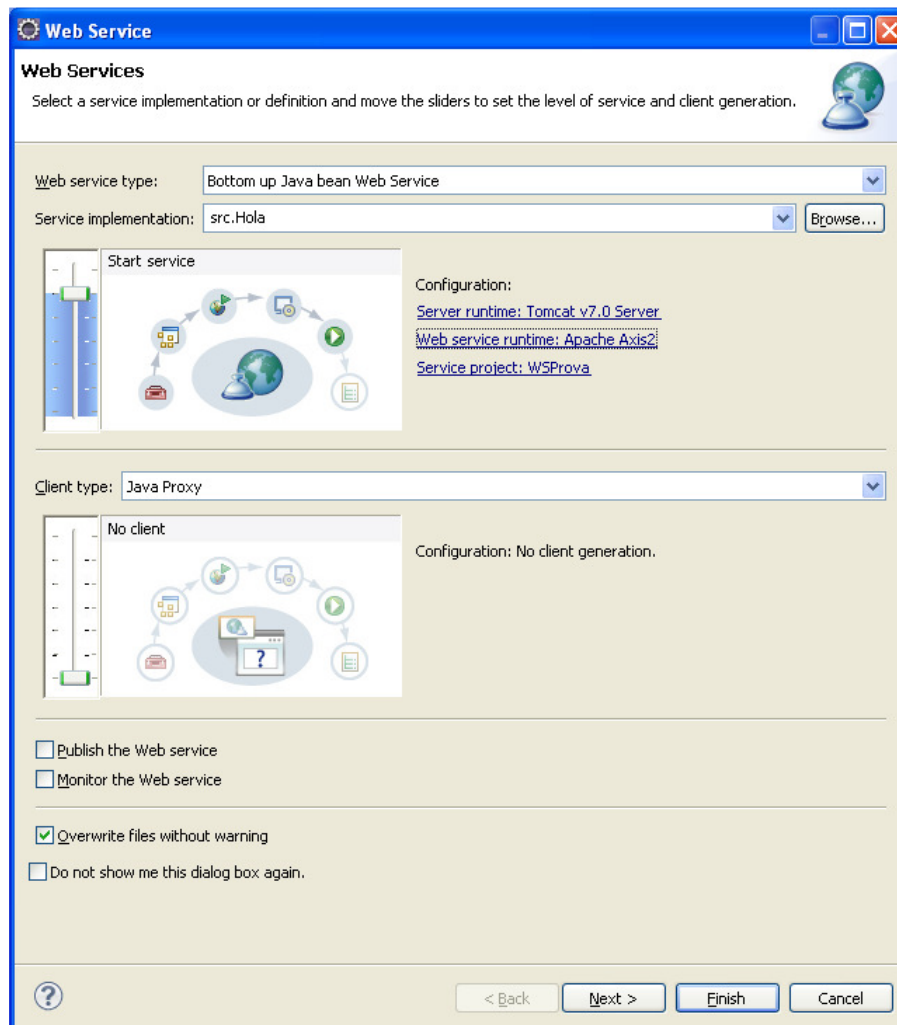 Web Service
Web Services
Select a service implementation or definition and move the sliders to set the level of service and client generation.
Web service type: Bottom up Java bean Web Service
Service implementation: src.Hola Browse...
Start service
Configuration:
Server runtime: Tomcat v7.0 Server
Web service runtime: Apache Axis2
Service project: WSProva
Client type: Java Proxy
No client
Configuration: No client generation.
?
Publish the Web service
Monitor the Web service
Overwrite files without warning
Do not show me this dialog box again.
? < Back Next > Finish Cancel